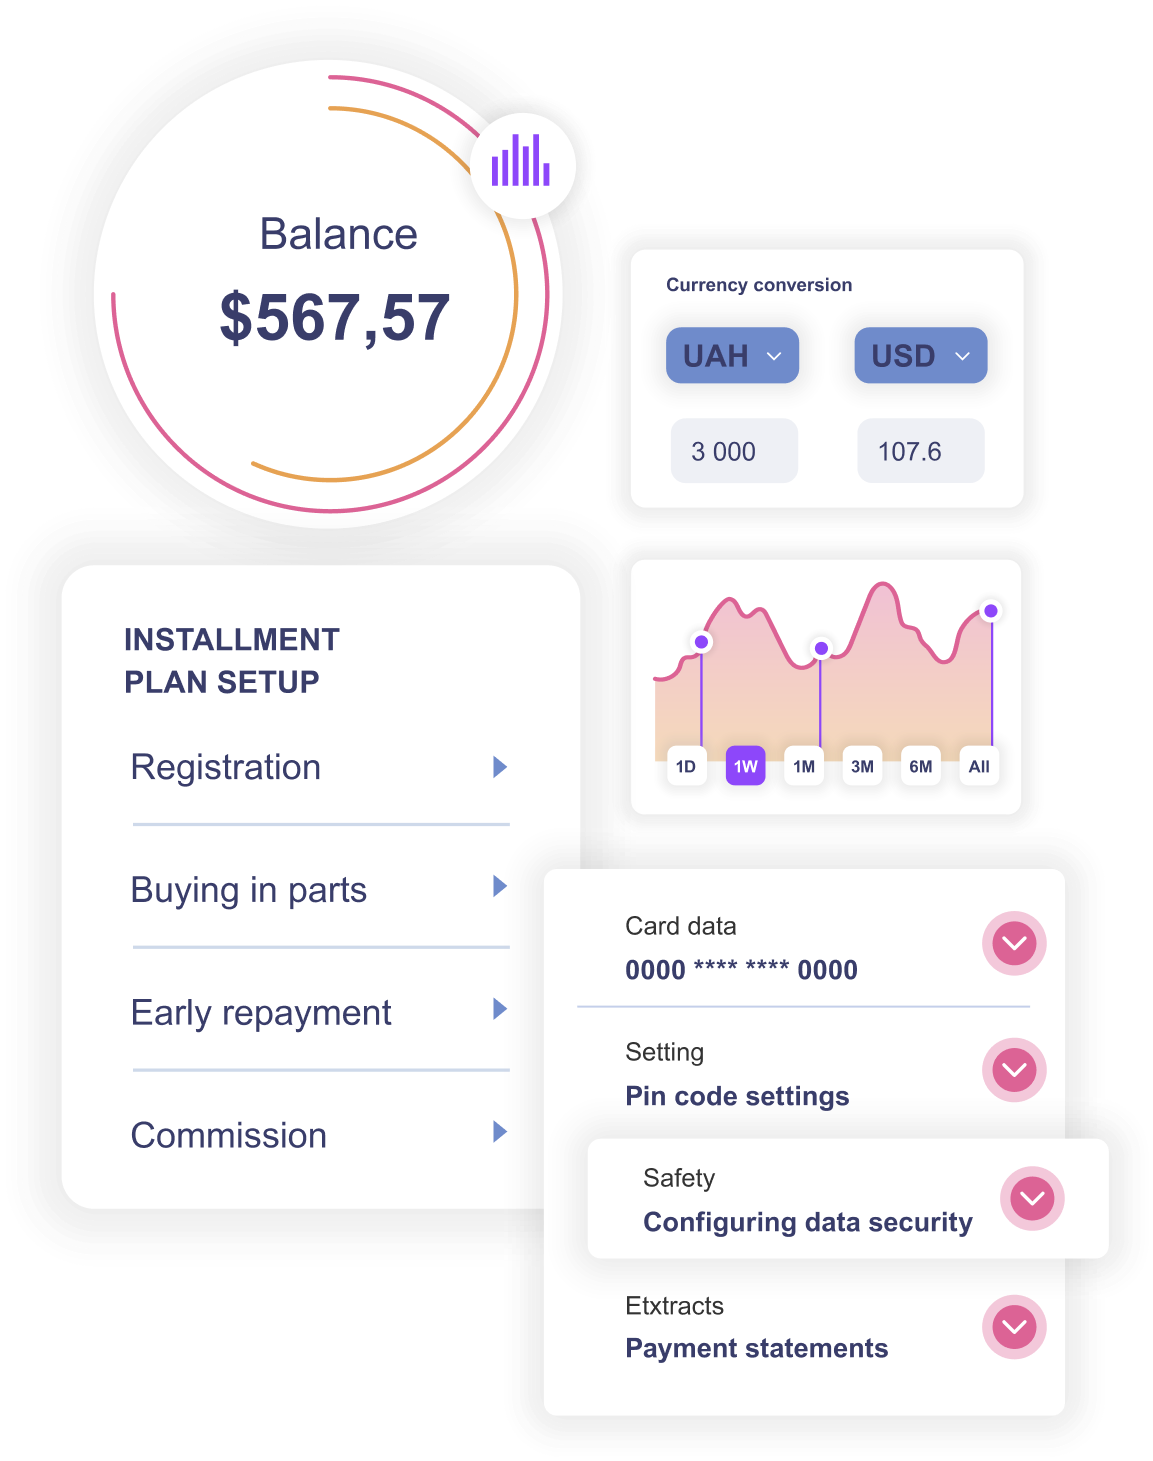 Balance
$567,57
Currency conversion
UAH
USD
3 000
107.6
1D
1W
1M
3M
6M
All
INSTALLMENT
PLAN SETUP
Registration
Buying in parts
Early repayment
Commission
Card data
0000 **** **** 0000
Setting
Pin code settings
Safety
Configuring data security
Etxtracts
Payment statements